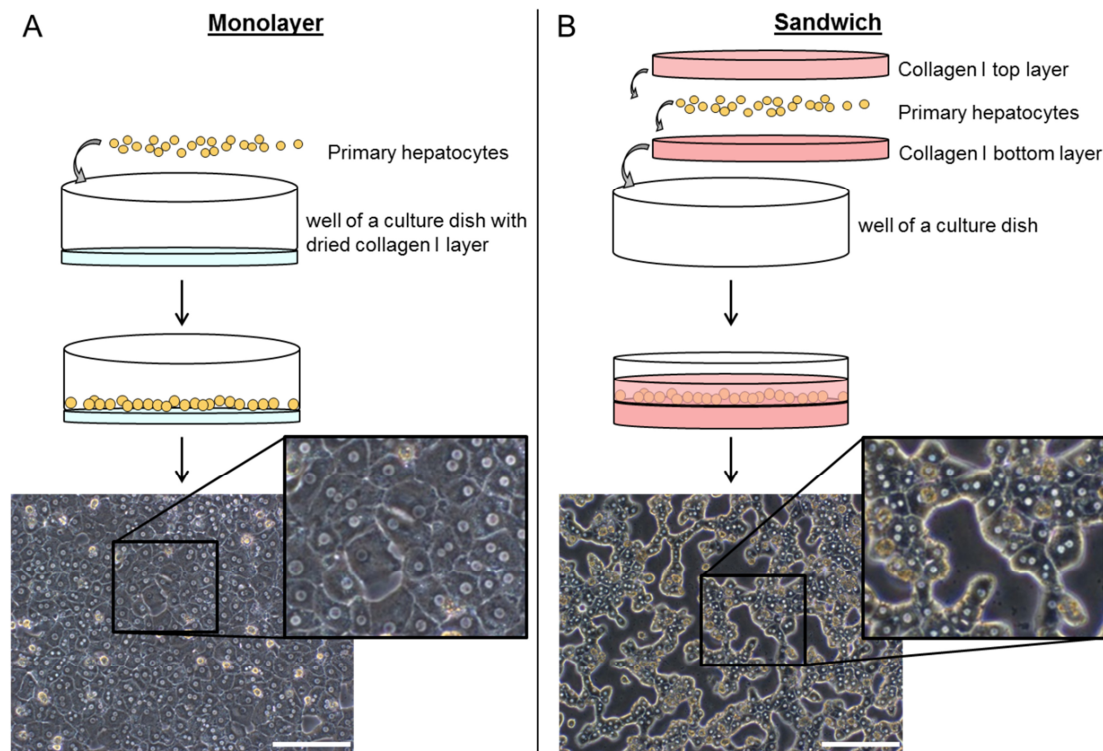 A
Monolayer
Primary hepatocytes
well of a culture dish with
dried collagen I layer
B
Sandwich
Collagen I top layer
Primary hepatocytes
Collagen I bottom layer
well of a culture dish